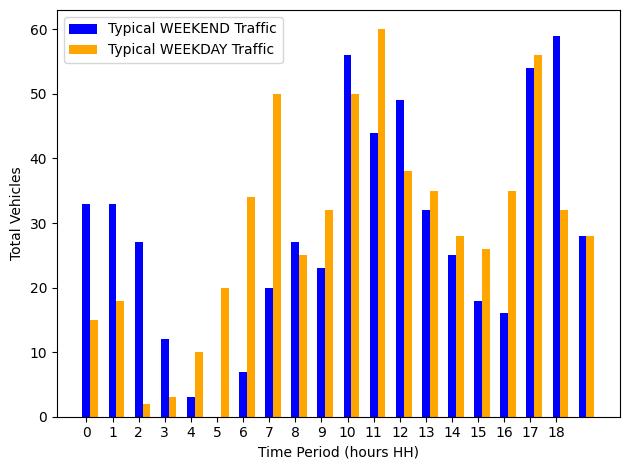 Typical WEEKEND Traffic
Typical WEEKDAY Traffic
Total Vehicles
60
50
40
30
20
10
0
0 1 2 3 4 5 6 7 8 9 10 11 12 13 14 15 16 17 18
Time Period (hours HH)